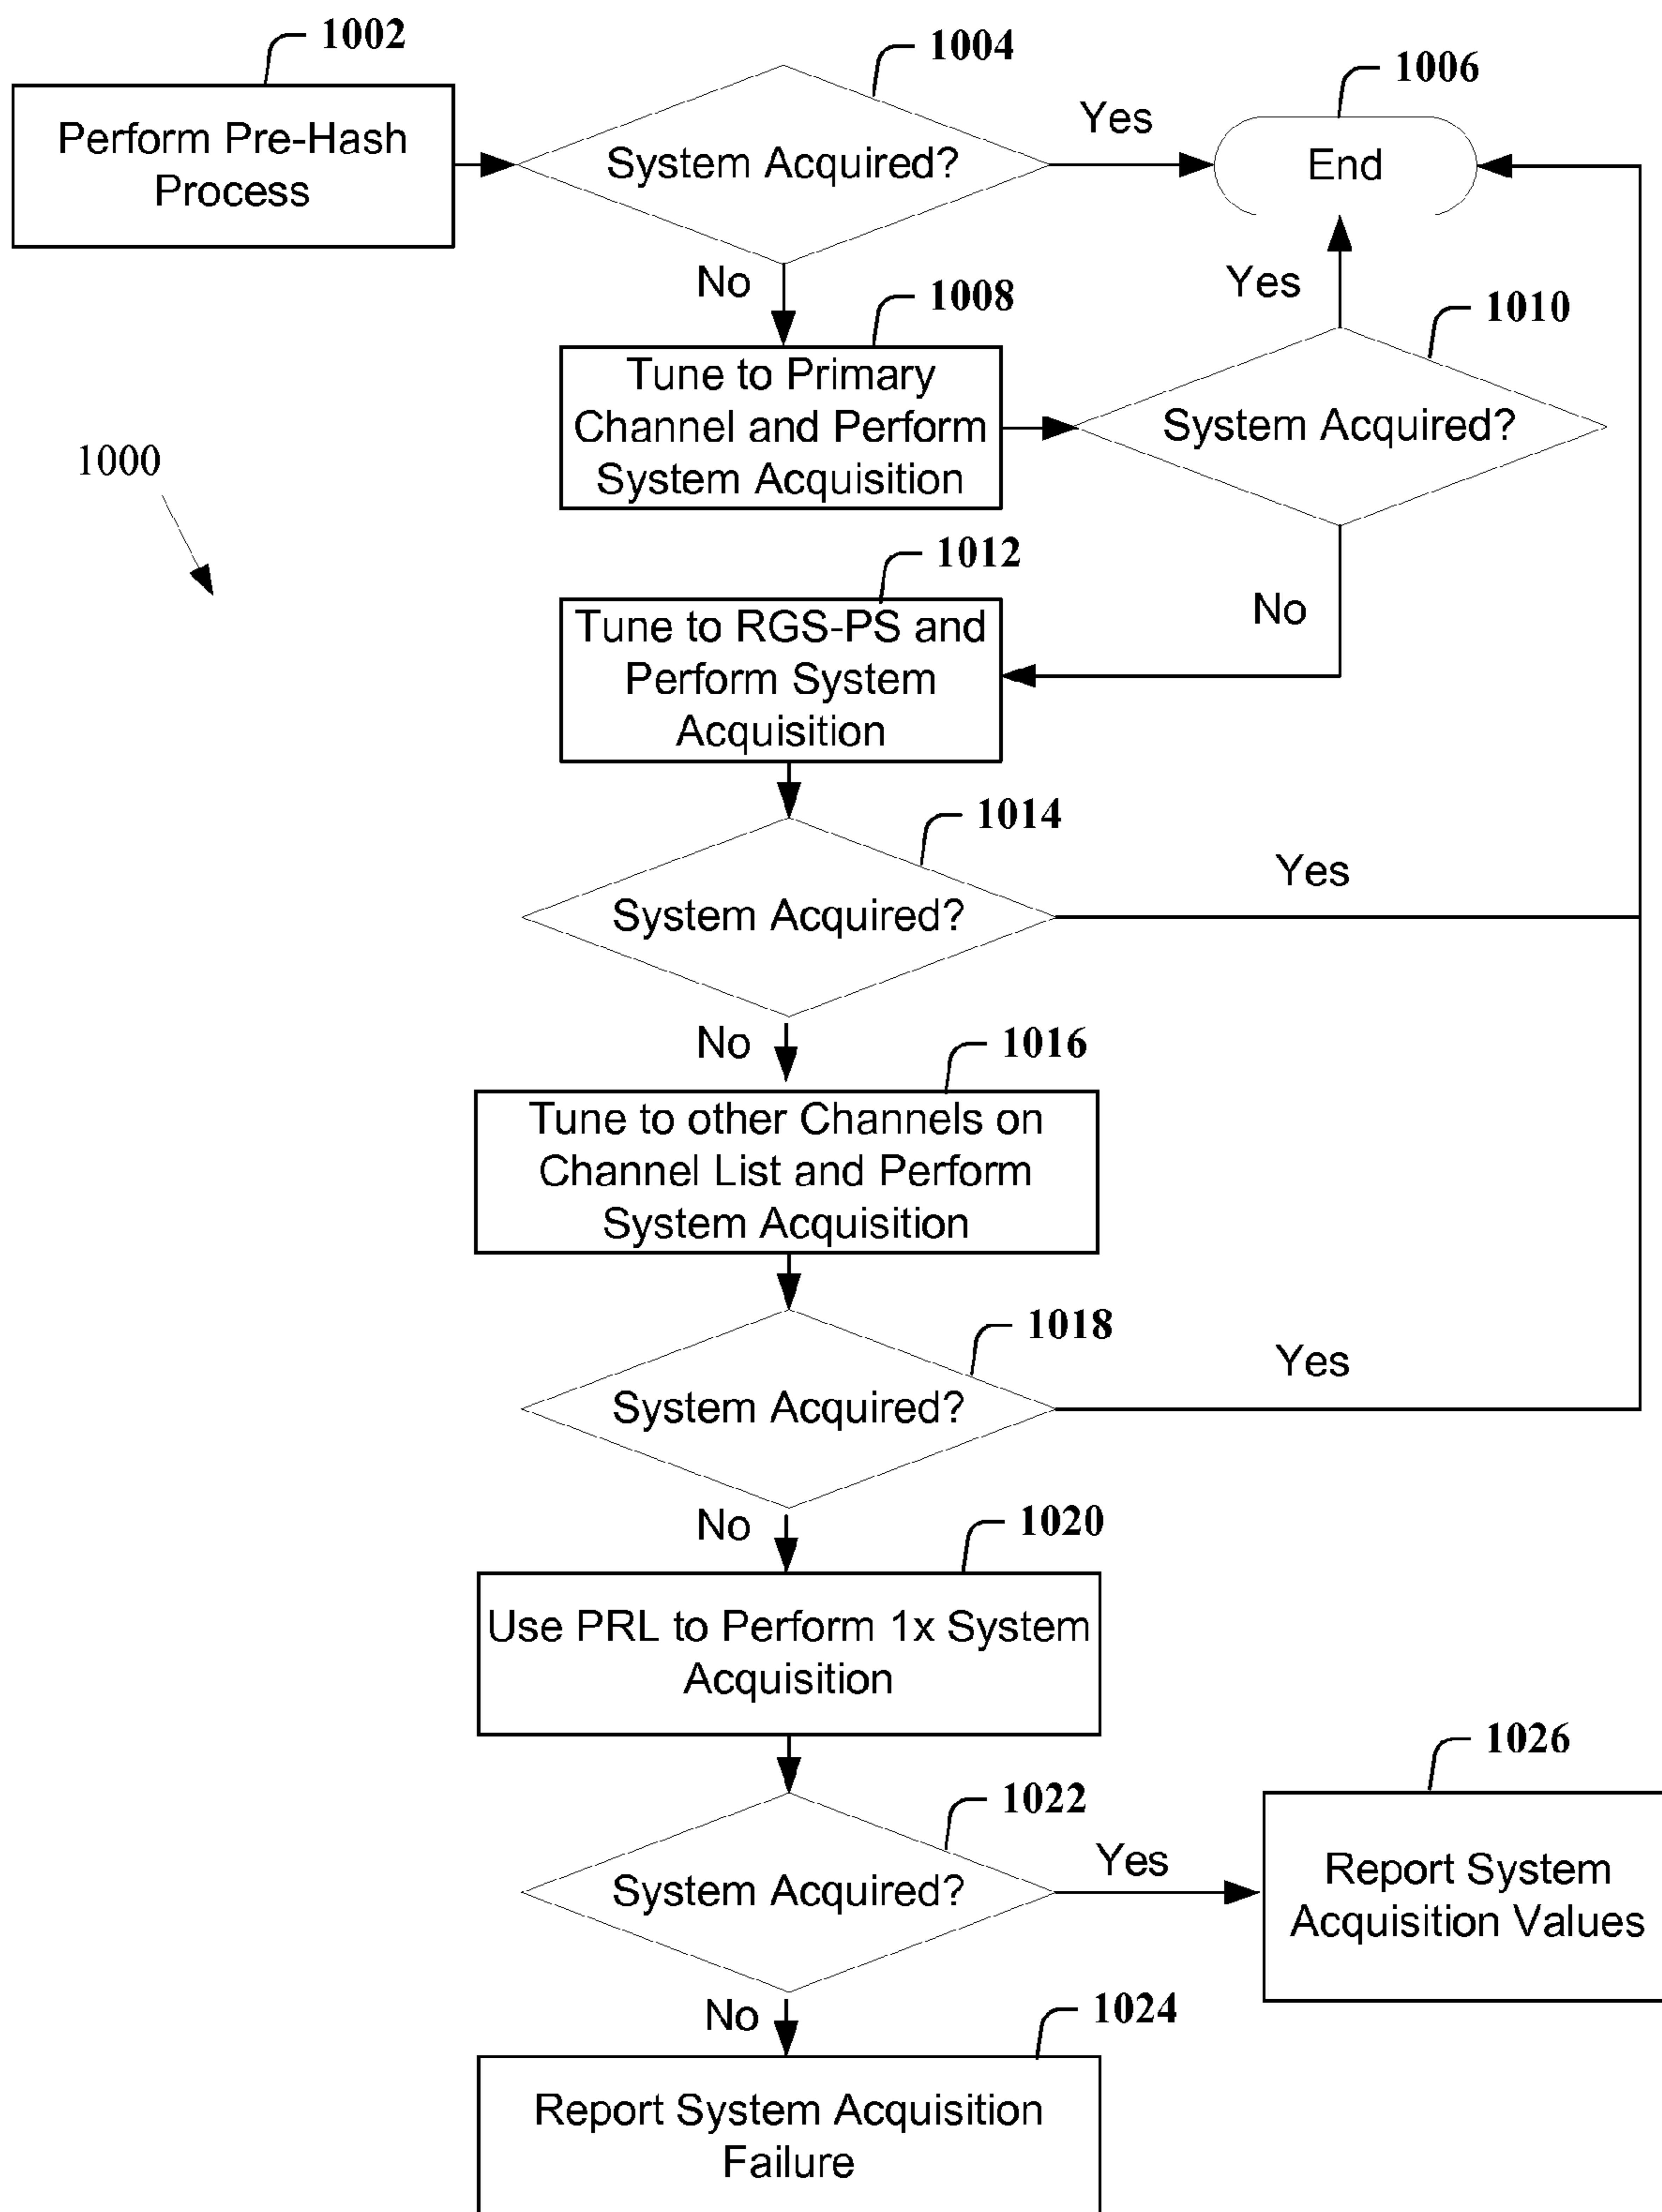 1002
Perform Pre-Hash
Process
1004
System Acquired?
Yes
1006
End
No
1008
Tune to Primary
Channel and Perform
System Acquisition
Yes
1010
System Acquired?
No
1000
1012
Tune to RGS-PS and
Perform System
Acquisition
1014
System Acquired?
Yes
No
1016
Tune to other Channels on
Channel List and Perform
System Acquisition
1018
System Acquired?
Yes
No
1020
Use PRL to Perform 1x System
Acquisition
1022
System Acquired?
Yes
1026
Report System
Acquisition Values
No
1024
Report System Acquisition
Failure